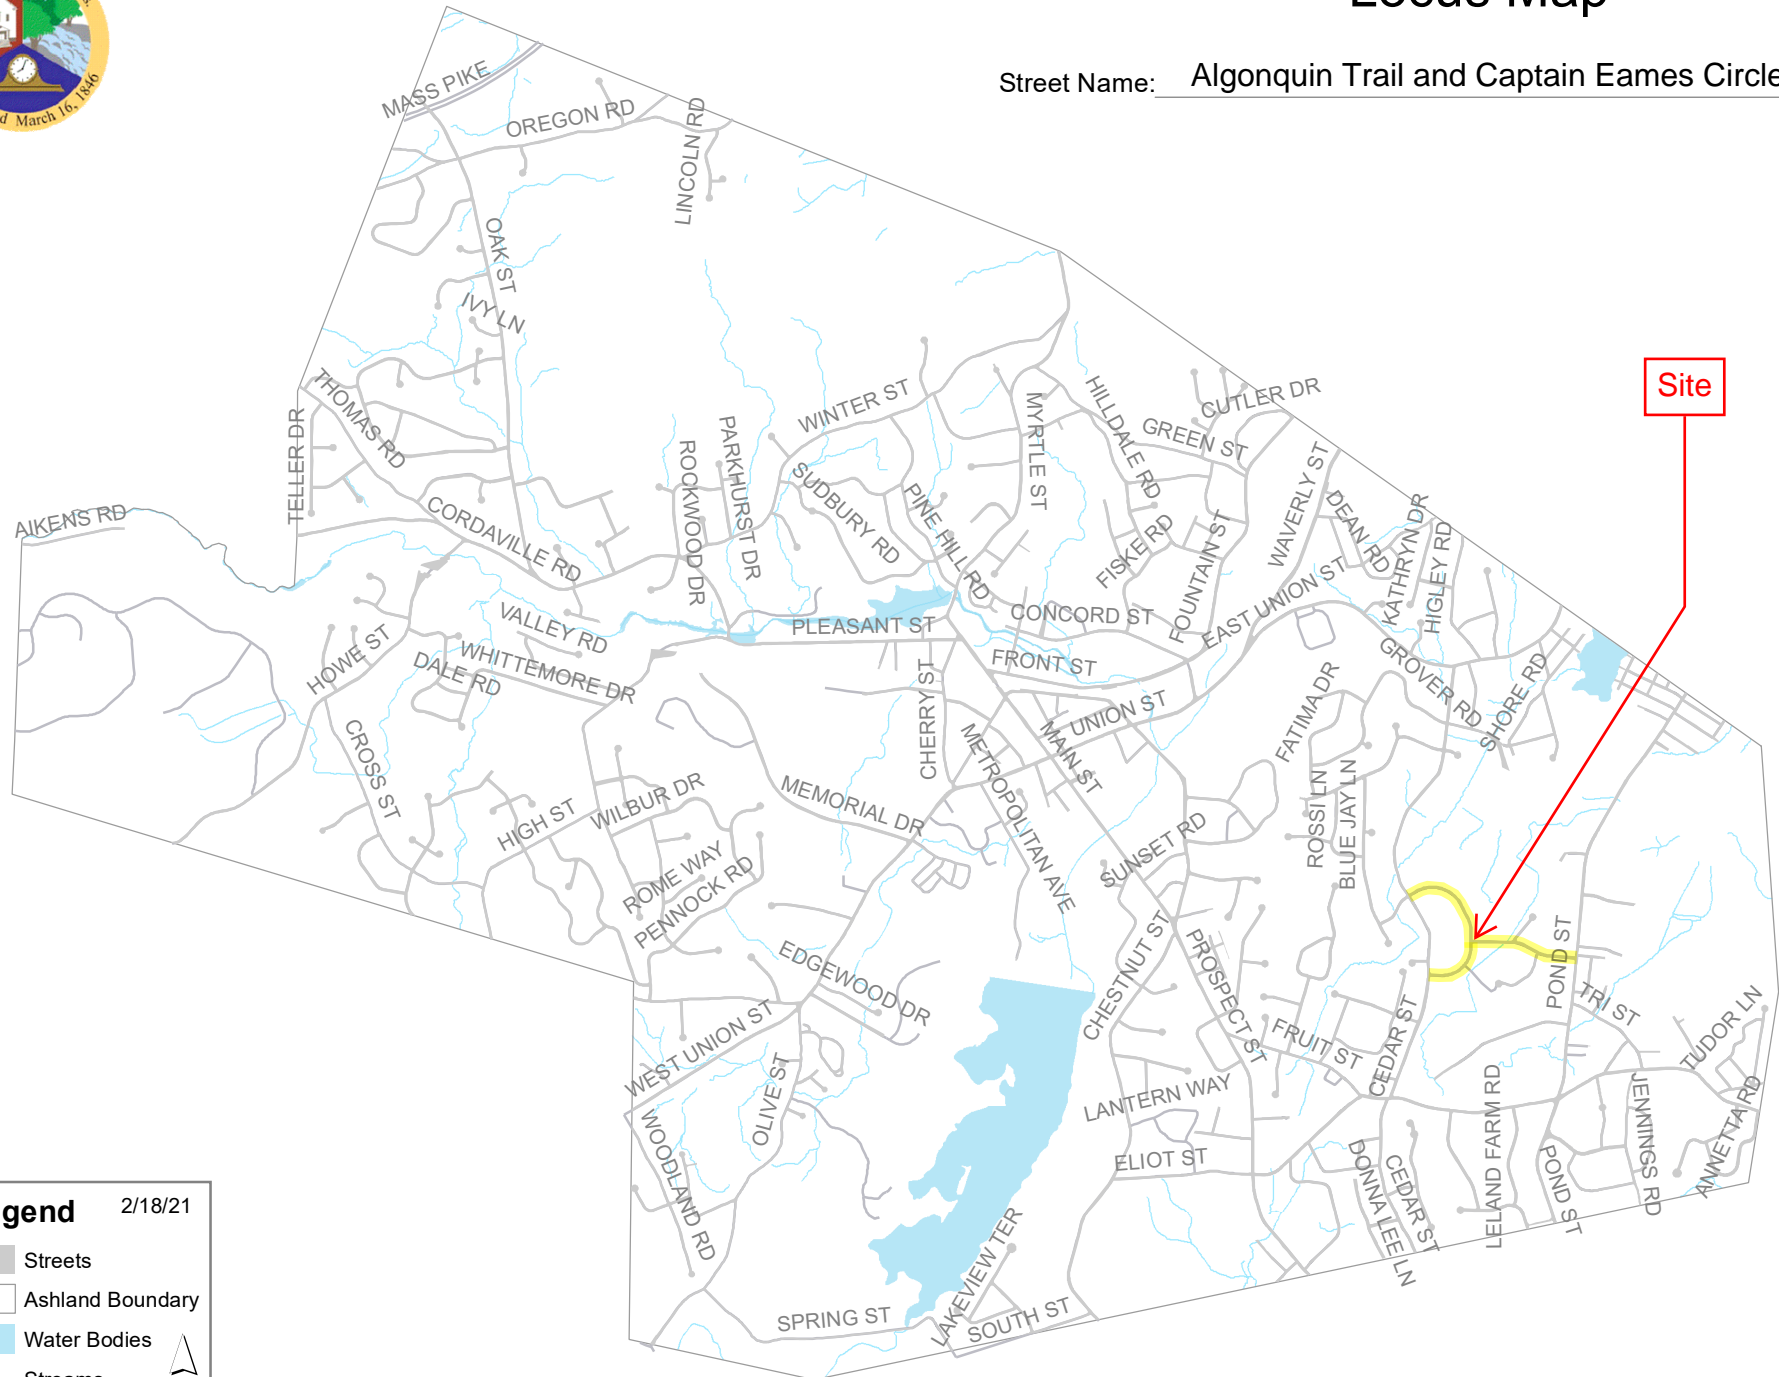 Locus Map
Street Name: Algonquin Trail and Captain Eames Circle
d March 16, 1846
MASS PIKE
OREGON RD
LINCOLN RD
OAK ST
IVY LN
THOMAS RD
TELLER DR
WINTER ST
MYRTLE ST
HILLDALE RD
CUTLER DR
GREEN ST
Site
AIKENS RD
CORDAVILLE RD
ROCKWOOD DR
PARKHURST DR
SUDBURY RD
PINE HILL RD
FISKE RD
FOUNTAIN ST
WAVERLY ST
DEAN RD
KATHRYN DR
HIGLEY RD
HOWE ST
VALLEY RD
DALE RD
WHITTEMORE DR
PLEASANT ST
CONCORD ST
FRONT ST
EAST UNION ST
GROVER RD
SHORE RD
FATIMA DR
CROSS ST
CHERRY ST
METROPOLITAN AVE
MAIN ST
UNION ST
HIGH ST
WILBUR DR
MEMORIAL DR
SUNSET RD
ROSSI LN
BLUE JAY LN
ROME WAY
PENNOCK RD
EDGEWOOD DR
CHESTNUT ST
PROSPECT ST
POND ST
TRI ST
TUDOR LN
WEST UNION ST
OLIVE ST
FRUIT ST
CEDAR ST
LANTERN WAY
ELIOT ST
WOODLAND RD
DONNA LEE LN
CEDAR ST
LELAND FARM RD
POND ST
JENNINGS RD
ANNETTA RD
SPRING ST
LAKEVIEW TER
SOUTH ST
gend 2/18/21
Streets
Ashland Boundary
Water Bodies
Streams